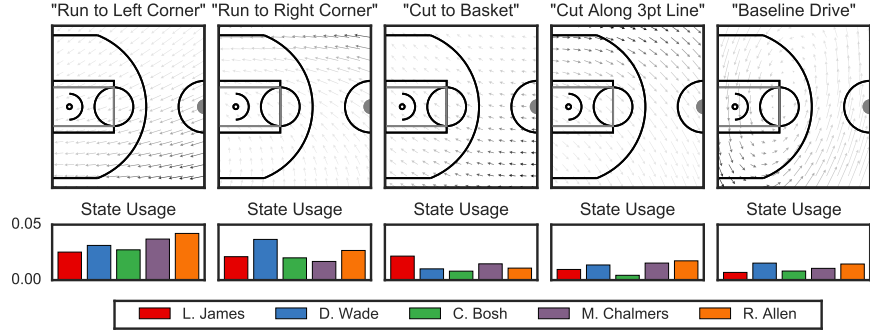 "Run to Left Corner" "Run to Right Corner" "Cut to Basket" "Cut Along 3pt Line" "Baseline Drive"
State Usage State Usage State Usage State Usage State Usage
0.05
0.00
L. James D. Wade C. Bosh M. Chalmers R. Allen